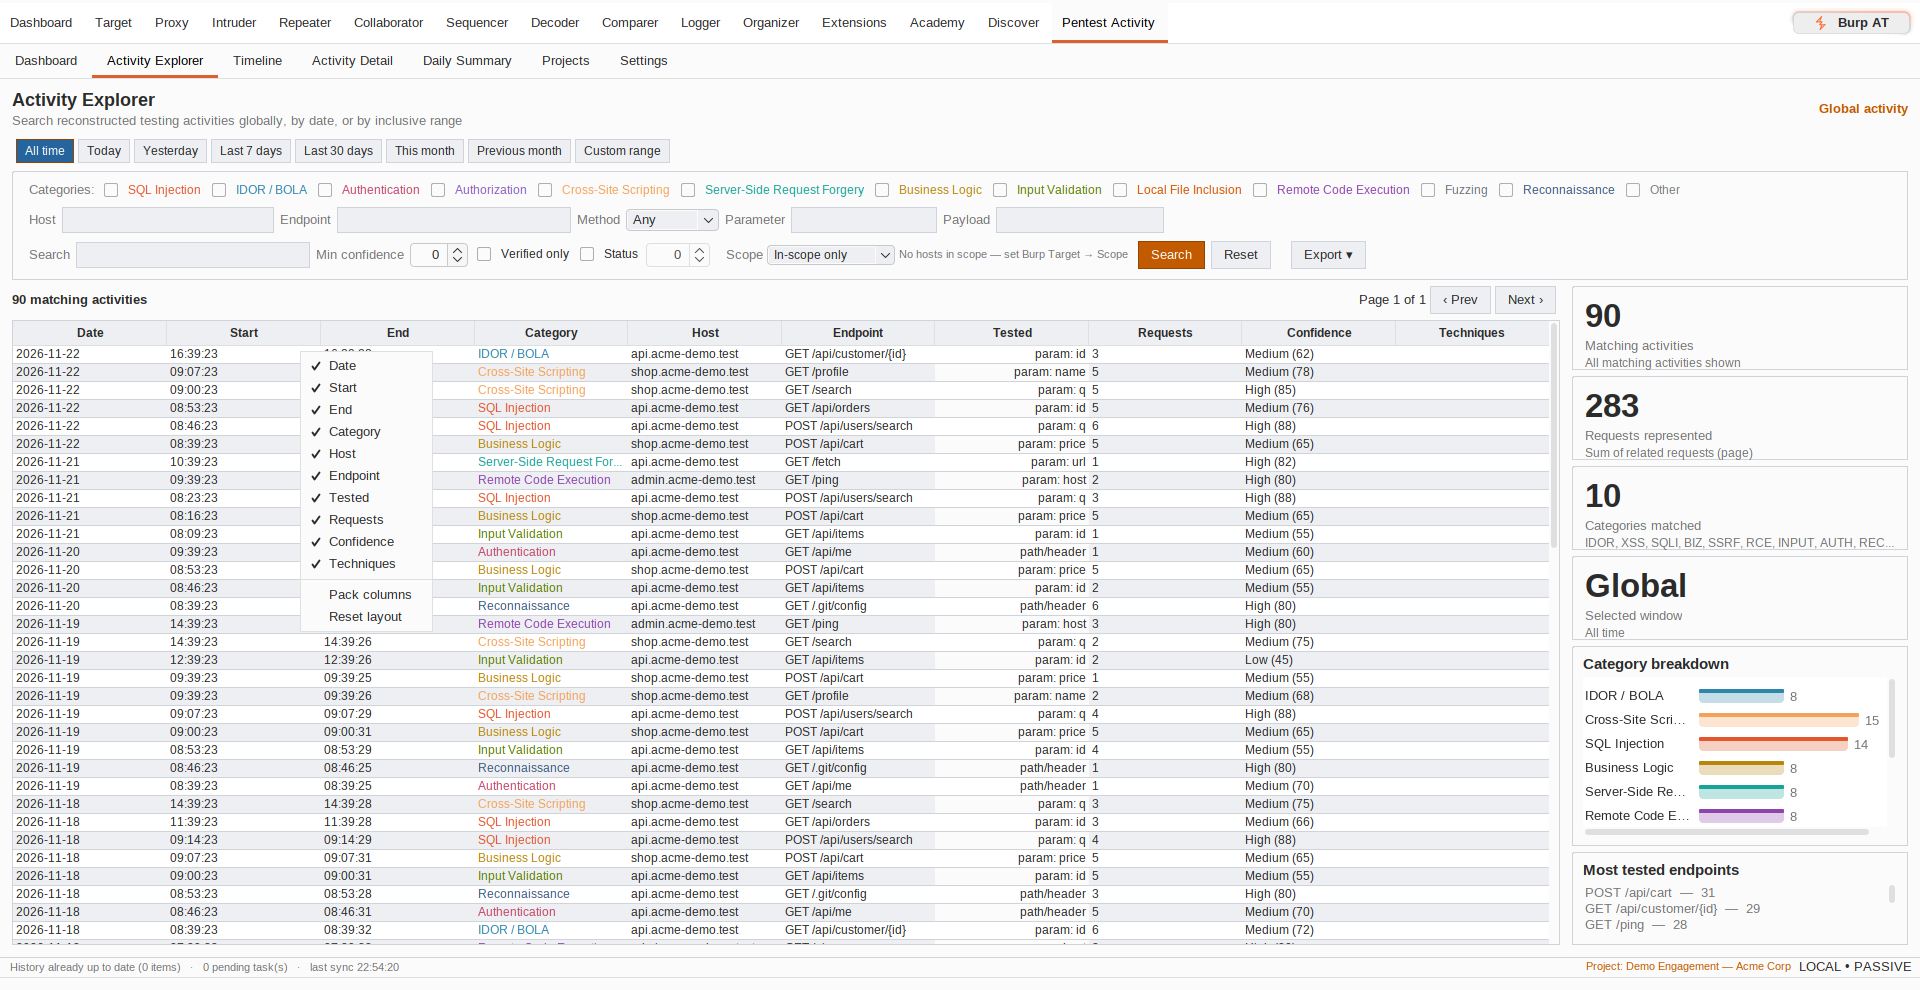 Dashboard Target Proxy Intruder Repeater Collaborator Sequencer Decoder Comparer Logger Organizer Extensions Academy Discover Pentest Activity Burp AT
Dashboard Activity Explorer Timeline Activity Detail Daily Summary Projects Settings
Activity Explorer
Search reconstructed testing activities globally, by date, or by inclusive range
Global activity
All time Today Yesterday Last 7 days Last 30 days This month Previous month Custom range
Categories: SQL Injection IDOR / BOLA Authentication Authorization Cross-Site Scripting Server-Side Request Forgery Business Logic Input Validation Local File Inclusion Remote Code Execution Fuzzing Reconnaissance Other
Host Endpoint Method Any Parameter Payload
Search Min confidence 0 Verified only Status 0 Scope In-scope only No hosts in scope — set Burp Target → Scope Search Reset Export ▾
90 matching activities Page 1 of 1 ‹ Prev Next ›
Date Start End Category Host Endpoint Tested Requests Confidence Techniques
2026-11-22 16:39:23 IDOR / BOLA api.acme-demo.test GET /api/customer/{id} param: id 3 Medium (62)
2026-11-22 09:07:23 Cross-Site Scripting shop.acme-demo.test GET /profile param: name 5 Medium (78)
2026-11-22 09:00:23 Cross-Site Scripting shop.acme-demo.test GET /search param: q 5 High (85)
2026-11-22 08:53:23 SQL Injection api.acme-demo.test GET /api/orders param: id 5 Medium (76)
2026-11-22 08:46:23 SQL Injection api.acme-demo.test POST /api/users/search param: q 6 High (88)
2026-11-22 08:39:23 Business Logic shop.acme-demo.test POST /api/cart param: price 5 Medium (65)
2026-11-21 10:39:23 Server-Side Request For... api.acme-demo.test GET /fetch param: url 1 High (82)
2026-11-21 09:39:23 Remote Code Execution admin.acme-demo.test GET /ping param: host 2 High (80)
2026-11-21 08:23:23 SQL Injection api.acme-demo.test POST /api/users/search param: q 3 High (88)
2026-11-21 08:16:23 Business Logic shop.acme-demo.test POST /api/cart param: price 5 Medium (65)
2026-11-21 08:09:23 Input Validation api.acme-demo.test GET /api/items param: id 1 Medium (55)
2026-11-20 09:39:23 Authentication api.acme-demo.test GET /api/me path/header 1 Medium (60)
2026-11-20 08:53:23 Business Logic shop.acme-demo.test POST /api/cart param: price 5 Medium (65)
2026-11-20 08:46:23 Input Validation api.acme-demo.test GET /api/items param: id 2 Medium (55)
2026-11-20 08:39:23 Reconnaissance api.acme-demo.test GET /.git/config path/header 6 High (80)
2026-11-19 14:39:23 Remote Code Execution admin.acme-demo.test GET /ping param: host 3 High (80)
2026-11-19 14:39:23 14:39:26 Cross-Site Scripting shop.acme-demo.test GET /search param: q 2 Medium (75)
2026-11-19 12:39:23 12:39:26 Input Validation api.acme-demo.test GET /api/items param: id 2 Low (45)
2026-11-19 09:39:23 09:39:25 Business Logic shop.acme-demo.test POST /api/cart param: price 1 Medium (55)
2026-11-19 09:39:23 09:39:26 Cross-Site Scripting shop.acme-demo.test GET /profile param: name 2 Medium (68)
2026-11-19 09:07:23 09:07:29 SQL Injection api.acme-demo.test POST /api/users/search param: q 4 High (88)
2026-11-19 09:00:23 09:00:31 Business Logic shop.acme-demo.test POST /api/cart param: price 5 Medium (65)
2026-11-19 08:53:23 08:53:29 Input Validation api.acme-demo.test GET /api/items param: id 4 Medium (55)
2026-11-19 08:46:23 08:46:25 Reconnaissance api.acme-demo.test GET /.git/config path/header 1 High (80)
2026-11-19 08:39:23 08:39:25 Authentication api.acme-demo.test GET /api/me path/header 1 Medium (70)
2026-11-18 14:39:23 14:39:28 Cross-Site Scripting shop.acme-demo.test GET /search param: q 3 Medium (75)
2026-11-18 11:39:23 11:39:28 SQL Injection api.acme-demo.test GET /api/orders param: id 3 Medium (66)
2026-11-18 09:14:23 09:14:29 SQL Injection api.acme-demo.test POST /api/users/search param: q 4 High (88)
2026-11-18 09:07:23 09:07:31 Business Logic shop.acme-demo.test POST /api/cart param: price 5 Medium (65)
2026-11-18 09:00:23 09:00:31 Input Validation api.acme-demo.test GET /api/items param: id 5 Medium (55)
2026-11-18 08:53:23 08:53:28 Reconnaissance api.acme-demo.test GET /.git/config path/header 3 High (80)
2026-11-18 08:46:23 08:46:31 Authentication api.acme-demo.test GET /api/me path/header 5 Medium (70)
2026-11-18 08:39:23 08:39:32 IDOR / BOLA api.acme-demo.test GET /api/customer/{id} param: id 6 Medium (72)
Date
Start
End
Category
Host
Endpoint
Tested
Requests
Confidence
Techniques
Pack columns
Reset layout
90
Matching activities
All matching activities shown
283
Requests represented
Sum of related requests (page)
10
Categories matched
IDOR, XSS, SQLI, BIZ, SSRF, RCE, INPUT, AUTH, REC...
Global
Selected window
All time
Category breakdown
IDOR / BOLA 8
Cross-Site Scri... 15
SQL Injection 14
Business Logic 8
Server-Side Re... 8
Remote Code E... 8
Most tested endpoints
POST /api/cart — 31
GET /api/customer/{id} — 29
GET /ping — 28
History already up to date (0 items) · 0 pending task(s) · last sync 22:54:20
Project: Demo Engagement — Acme Corp LOCAL • PASSIVE